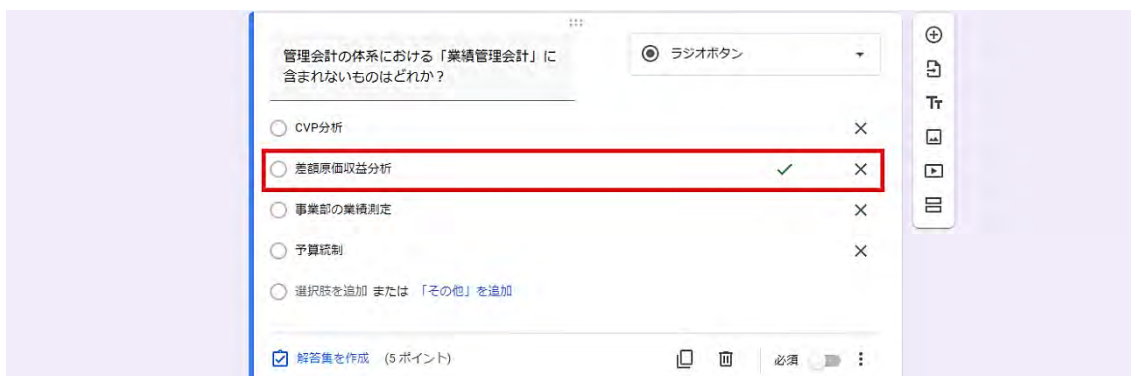 管理会計の体系における「業績管理会計」に
含まれないものはどれか？
ラジオボタン
CVP分析
差額原価収益分析
事業部の業績測定
予算統制
選択肢を追加 または 「その他」を追加
解答集を作成 (5 ポイント)
必須
Tт